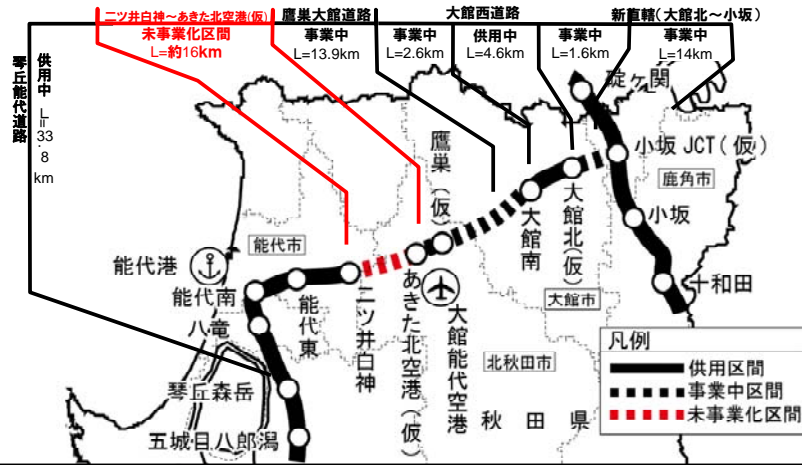 二ツ井白神～あきた北空港(仮)
未事業化区間
L=約16km
鷹巣大館道路
事業中
L=13.9km
大館西道路
事業中
L=2.6km
供用中
L=4.6km
事業中
L=1.6km
新直轄(大館北～小坂)
事業中
L=14km
琴丘能代道路
供用中 L=33.8km
碇ヶ関
小坂JCT(仮)
鹿角市
小坂
十和田
鷹巣(仮)
大館南
大館北(仮)
大館市
能代港
能代市
能代南
八竜
能代東
二ツ井白神
あきた北空港(仮)
大館能代空港
北秋田市
秋田県
琴丘森岳
五城目八郎潟
凡例
供用区間
事業中区間
未事業化区間